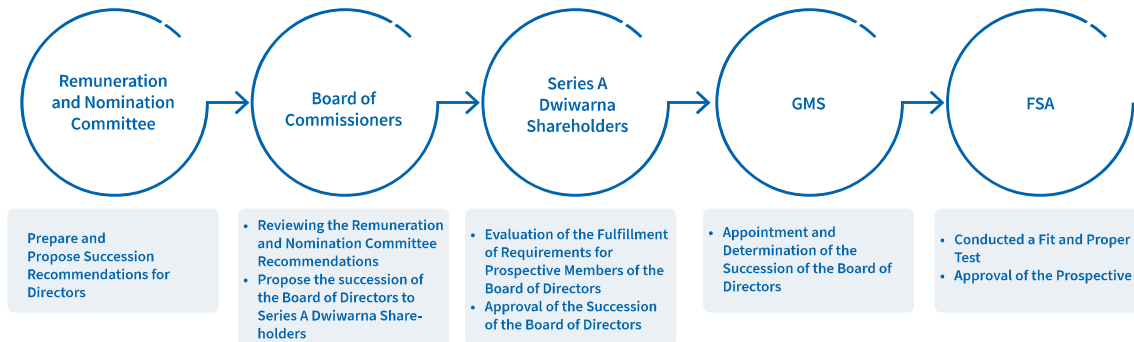 Remuneration
and Nomination
Committee
Board of
Commissioners
Series A
Dwiwarna
Shareholders
GMS
FSA
Prepare and
Propose Succession
Recommendations for
Directors
• Reviewing the Remuneration
and Nomination Committee
Recommendations
• Propose the succession of
the Board of Directors to
Series A Dwiwarna Share-
holders
• Evaluation of the Fulfillment
of Requirements for
Prospective Members of the
Board of Directors
• Approval of the Succession
of the Board of Directors
• Appointment and
Determination of the
Succession of the Board of
Directors
• Conducted a Fit and Proper
Test
• Approval of the Prospective